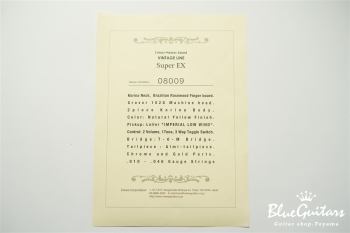 VINTAGE LINE
Super EX
08009
Korina Neck, Brazilian Rosewood Finger board.
Grover 102G Machine head.
2piece Korina Body.
Color: Natural Yellow Finish.
Pickup: Lollar "IMPERIAL LOW WIND".
Control: 2 Volume, 1Tone, 3 Way Toggle Switch.
Bridge: T-O-M Bridge.
Tailpiece : Almi-tailpiece.
Chrome and Gold Parts.
.010 - .046 Gauge Strings
BlueGuitars
Guitar shop, Toyama